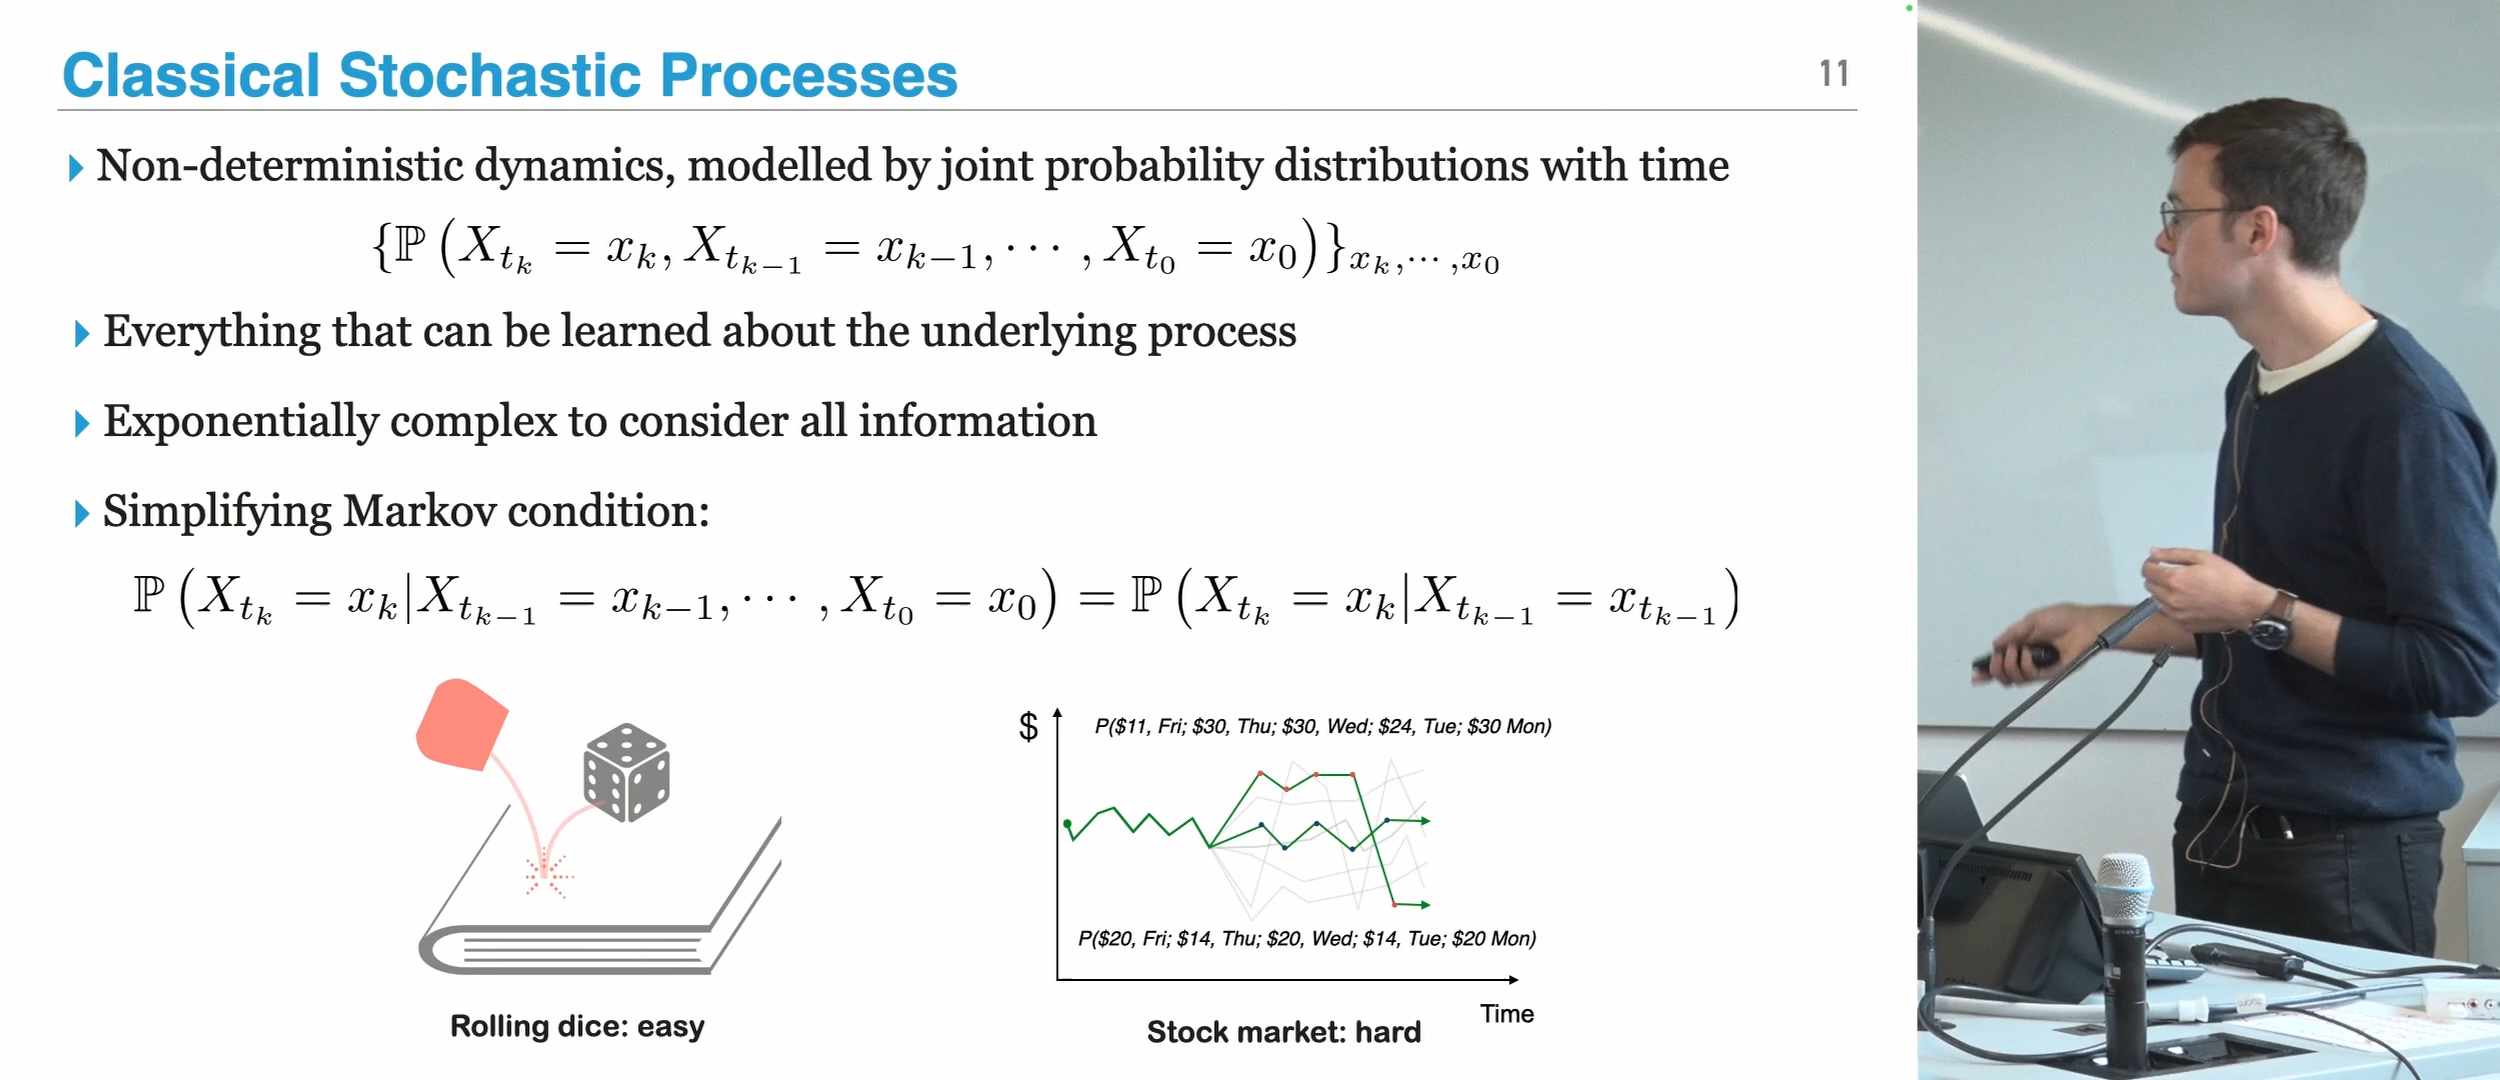 Classical Stochastic Processes
11
Non-deterministic dynamics, modelled by joint probability distributions with time
{ℙ(X_{t_k} = x_k, X_{t_{k-1}} = x_{k-1}, ⋯ , X_{t_0} = x_0)}_{x_k,⋯ ,x_0}
Everything that can be learned about the underlying process
Exponentially complex to consider all information
Simplifying Markov condition:
ℙ(X_{t_k} = x_k|X_{t_{k-1}} = x_{k-1}, ⋯ , X_{t_0} = x_0) = ℙ(X_{t_k} = x_k|X_{t_{k-1}} = x_{t_{k-1}})
$
P($11, Fri; $30, Thu; $30, Wed; $24, Tue; $30 Mon)
P($20, Fri; $14, Thu; $20, Wed; $14, Tue; $20 Mon)
Time
Rolling dice: easy
Stock market: hard